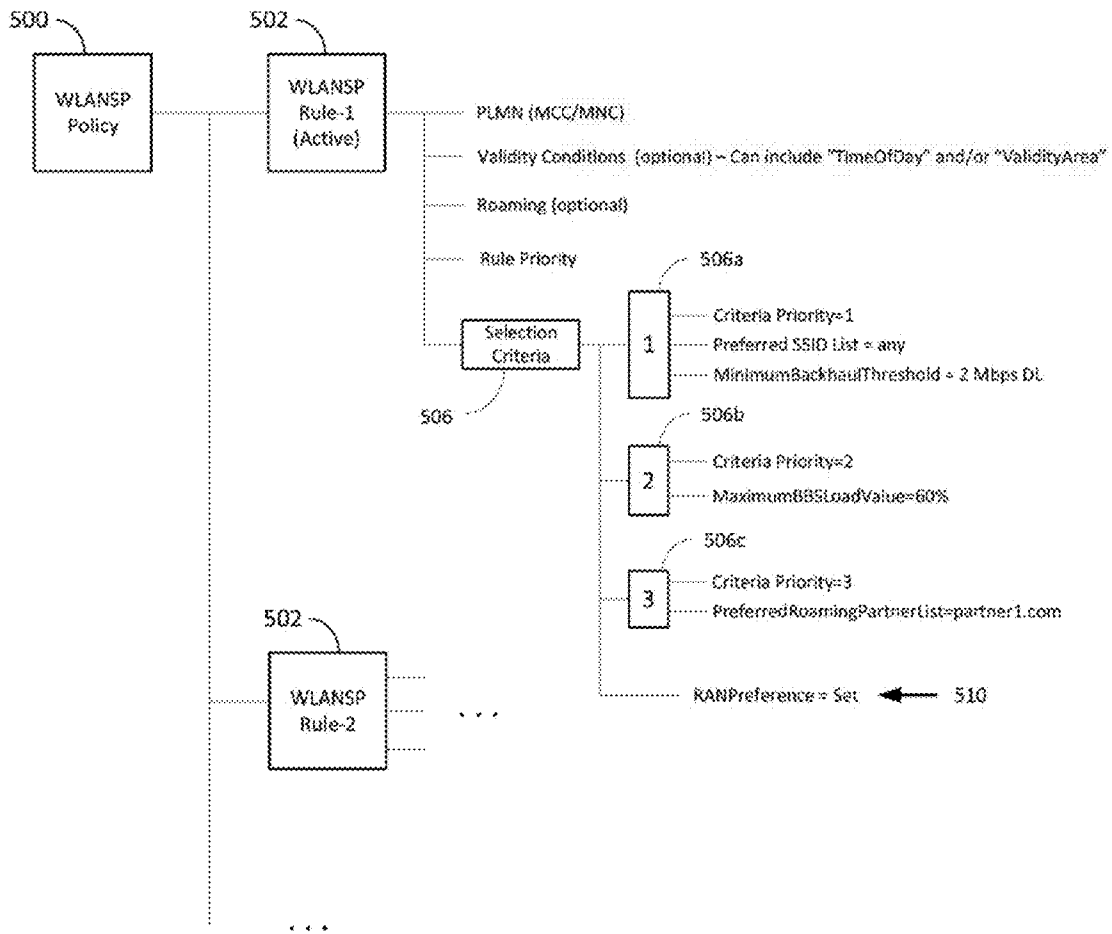 500
502
WLANSP
Policy
WLANSP
Rule-1
(Active)
PLMN (MCC/MNC)
Validity Conditions (optional) – Can include "TimeOfDay" and/or "ValidityArea"
Roaming (optional)
Rule Priority
506a
Selection
Criteria
506
1
Criteria Priority=1
Preferred SSID List = any
MinimumBackhaulThreshold = 2 Mbps DL
506b
2
Criteria Priority=2
MaximumBBSLoadValue=60%
506c
3
Criteria Priority=3
PreferredRoamingPartnerList=partner1.com
502
WLANSP
Rule-2
. . .
RANPreference = Set
510
. . .